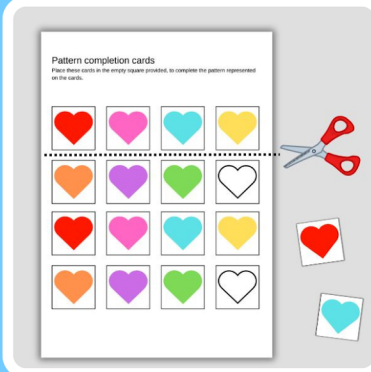 Pattern completion cards
Place these cards in the empty square provided, to complete the pattern represented
on the cards.